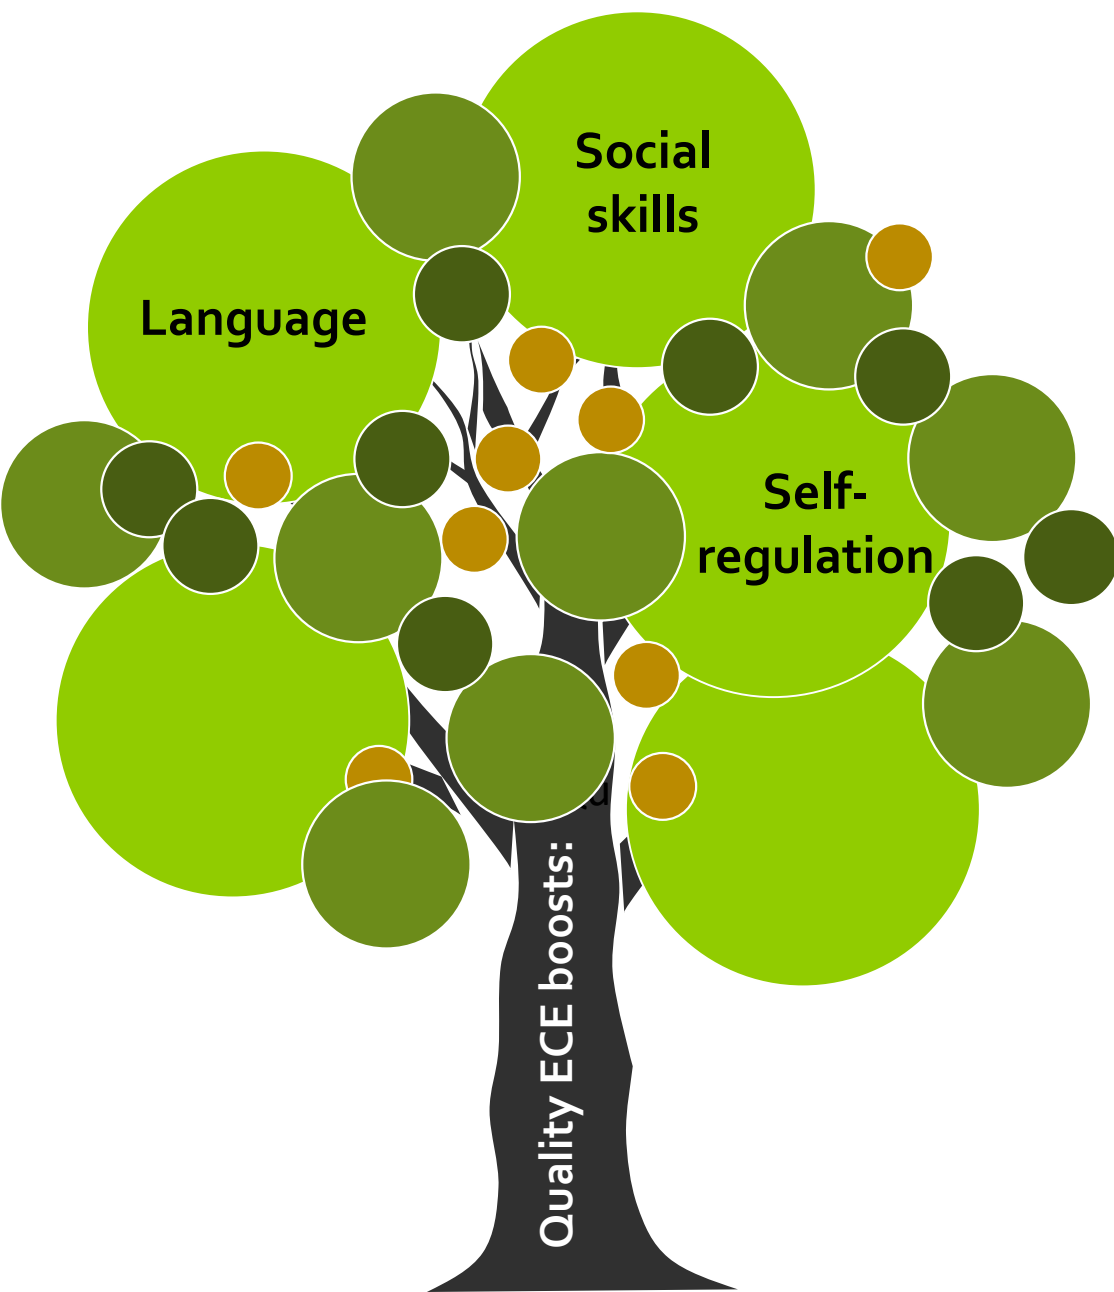 Social
skills
Language
Self-
regulation
Quality ECE boosts: